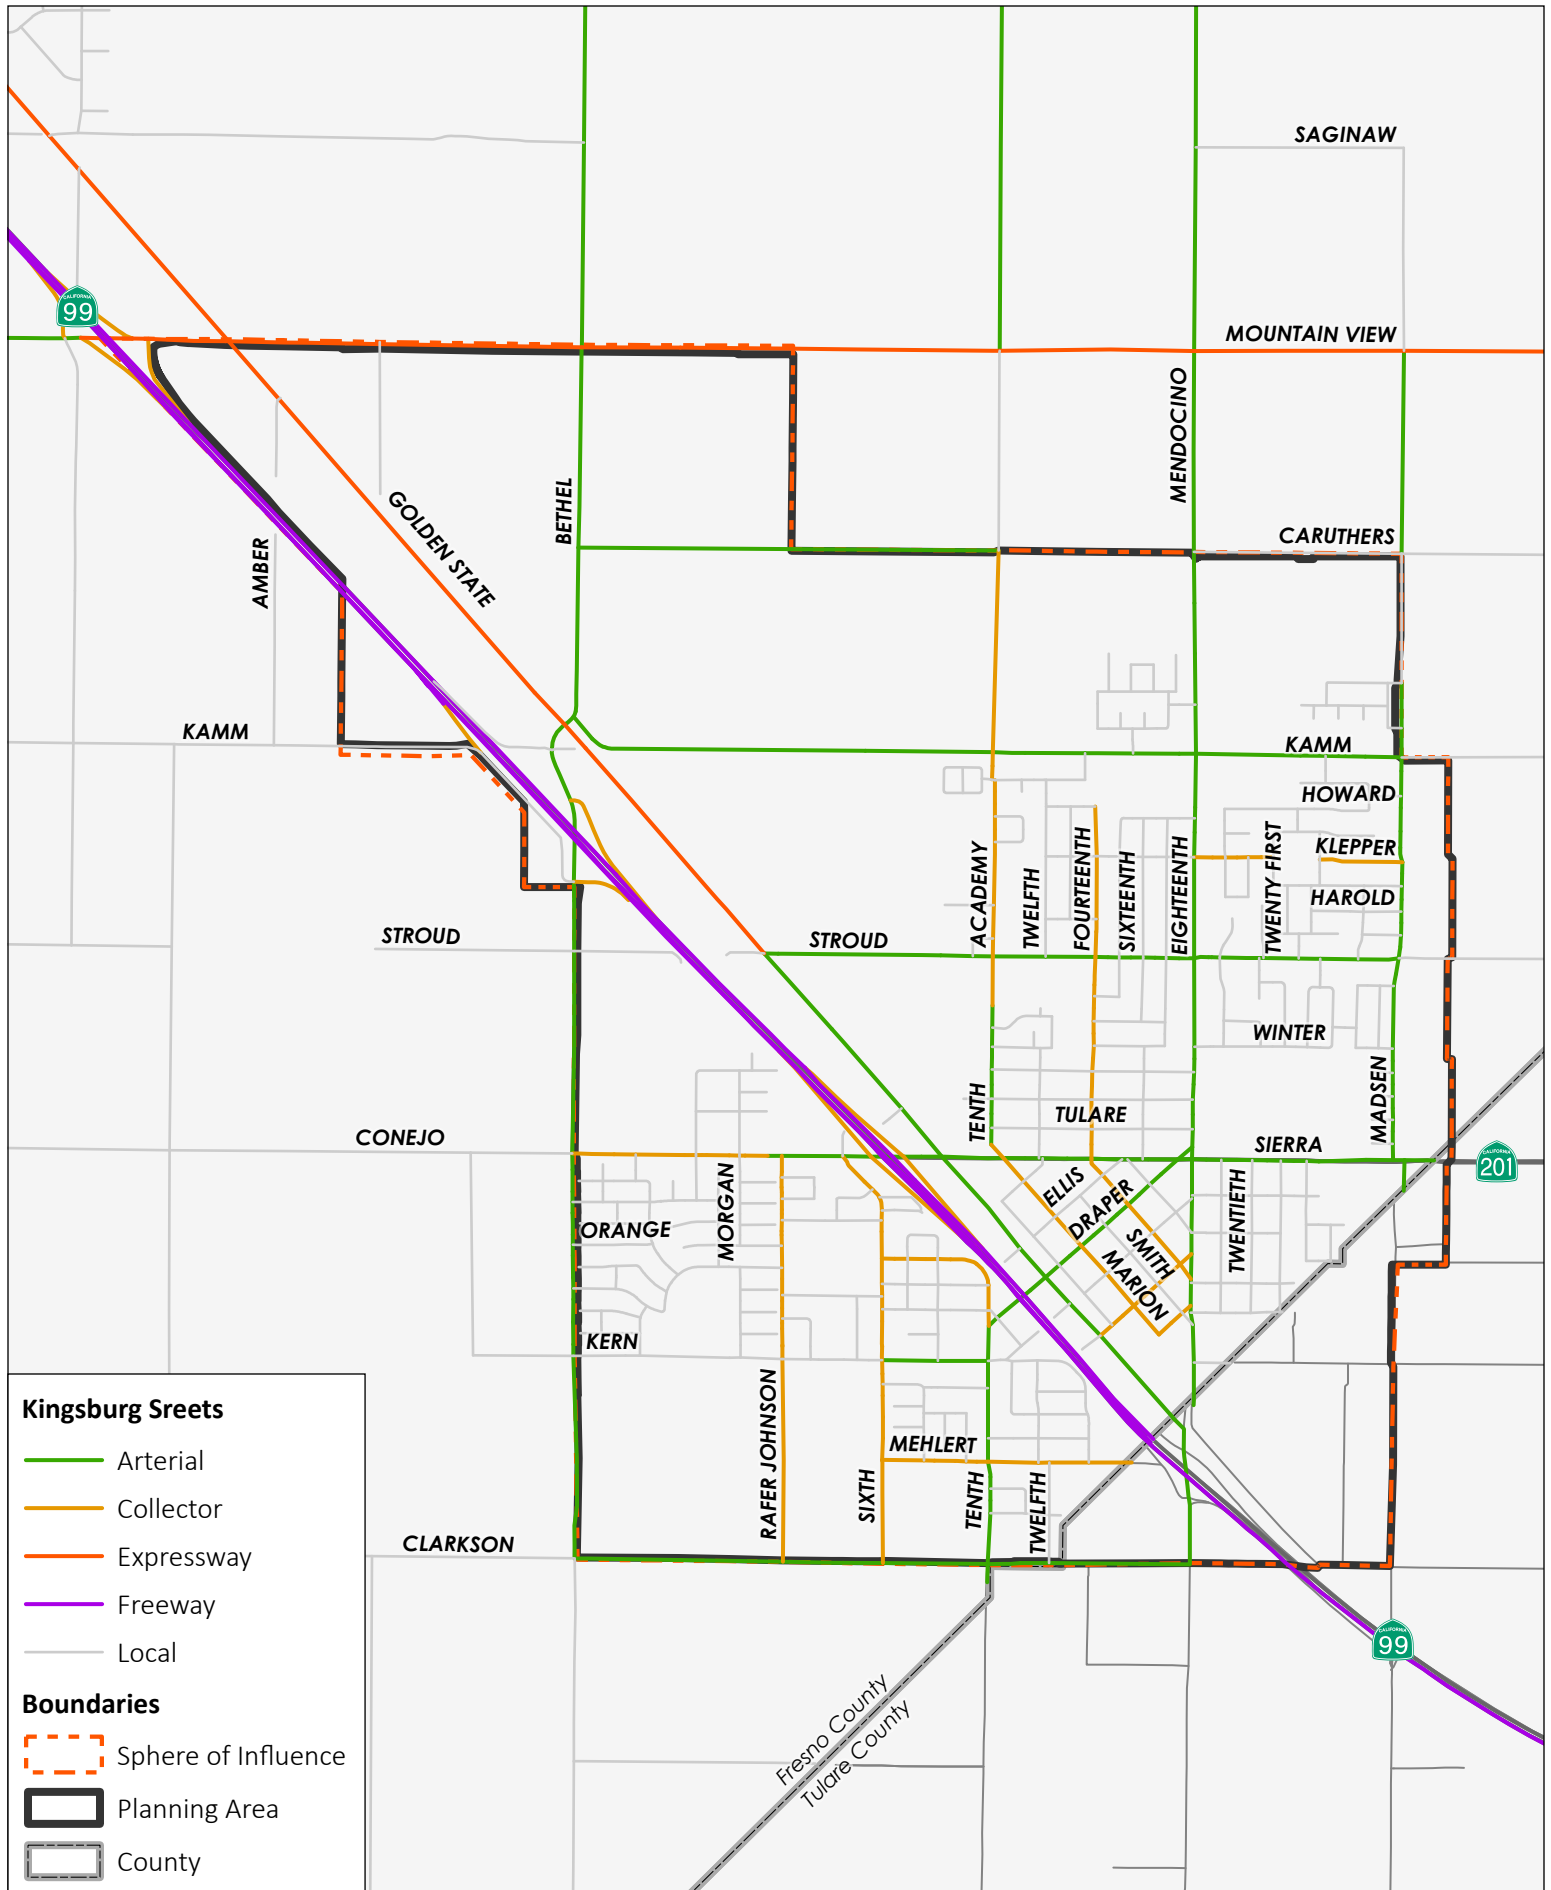 SAGINAW
CALIFORNIA
99
MOUNTAIN VIEW
MENDOCINO
BETHEL
GOLDEN STATE
CARUTHERS
AMBER
KAMM
KAMM
HOWARD
KLEPPER
HAROLD
ACADEMY
TWELFTH
FOURTEENTH
SIXTEENTH
EIGHTEENTH
TWENTY FIRST
STROUD
STROUD
WINTER
MADSEN
TENTH
TULARE
CONEJO
SIERRA
CALIFORNIA
201
MORGAN
ORANGE
ELLIS
DRAPER
SMITH
MARION
TWENTIETH
KERN
RAFER JOHNSON
SIXTH
MEHLERT
TENTH
TWELFTH
CLARKSON
CALIFORNIA
99
Fresno County
Tulare County
Kingsburg Sreets
Arterial
Collector
Expressway
Freeway
Local
Boundaries
Sphere of Influence
Planning Area
County